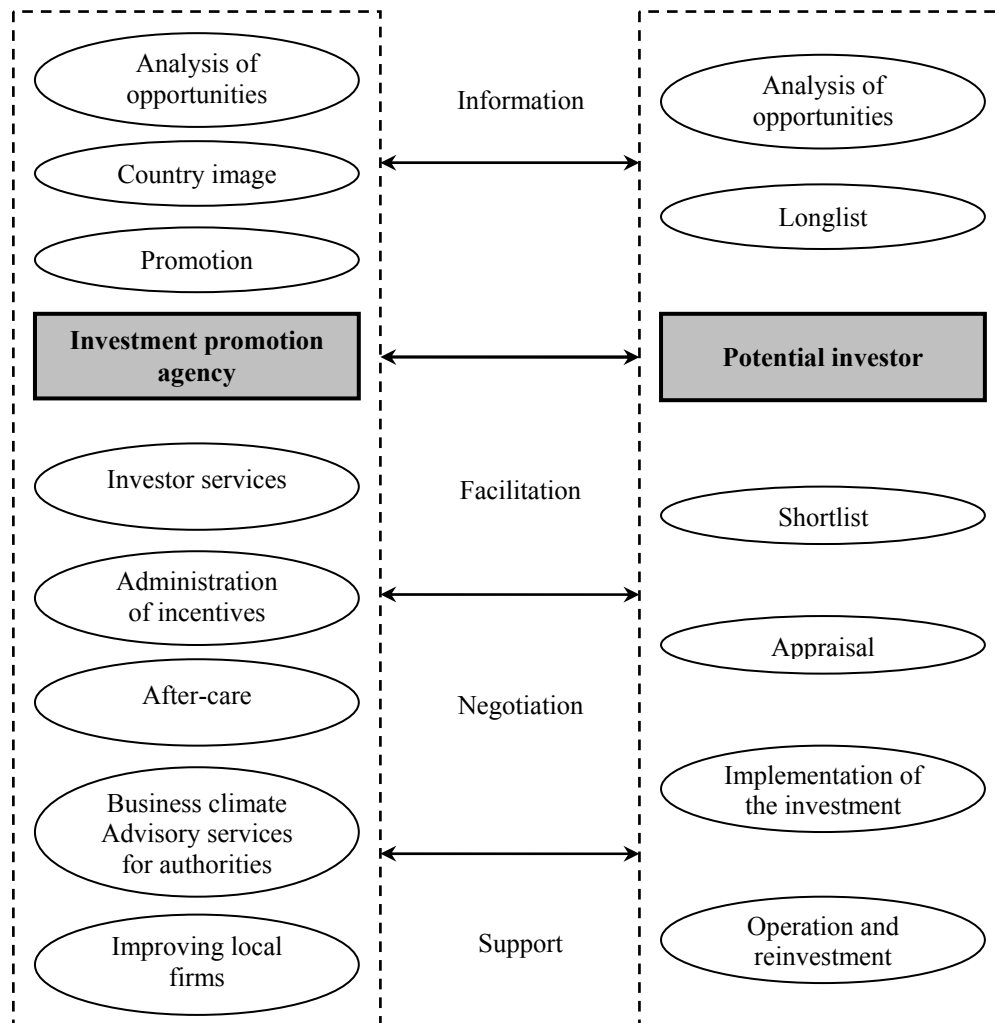 Analysis of
opportunities
Country image
Promotion
Investment promotion
agency
Investor services
Administration
of incentives
After-care
Business climate
Advisory services
for authorities
Improving local
firms
Information
Facilitation
Negotiation
Support
Analysis of
opportunities
Longlist
Potential investor
Shortlist
Appraisal
Implementation of
the investment
Operation and
reinvestment